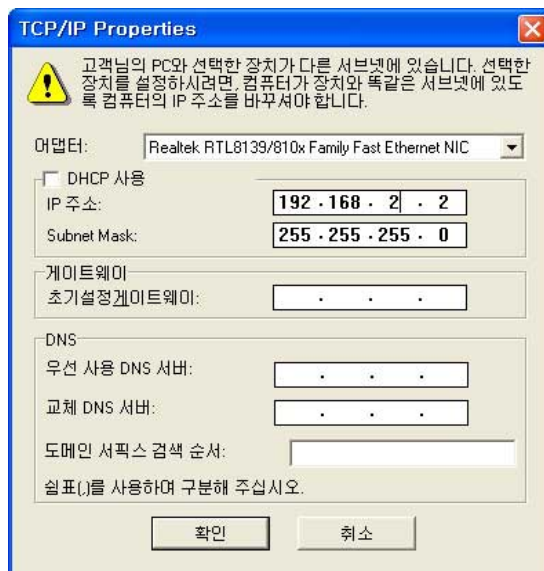 TCP/IP Properties
고객님의 PC와 선택한 장치가 다른 서브넷에 있습니다. 선택한
장치를 설정하시려면, 컴퓨터가 장치와 똑같은 서브넷에 있도
록 컴퓨터의 IP 주소를 바꾸셔야 합니다.
어댑터: Realtek RTL8139/810x Family Fast Ethernet NIC
DHCP 사용
IP 주소: 192 . 168 . 2 . 2
Subnet Mask: 255 . 255 . 255 . 0
게이트웨이
초기설정게이트웨이: . . .
DNS
우선 사용 DNS 서버: . . .
교체 DNS 서버: . . .
도메인 서픽스 검색 순서:
쉼표(,)를 사용하여 구분해 주십시오.
확인 취소